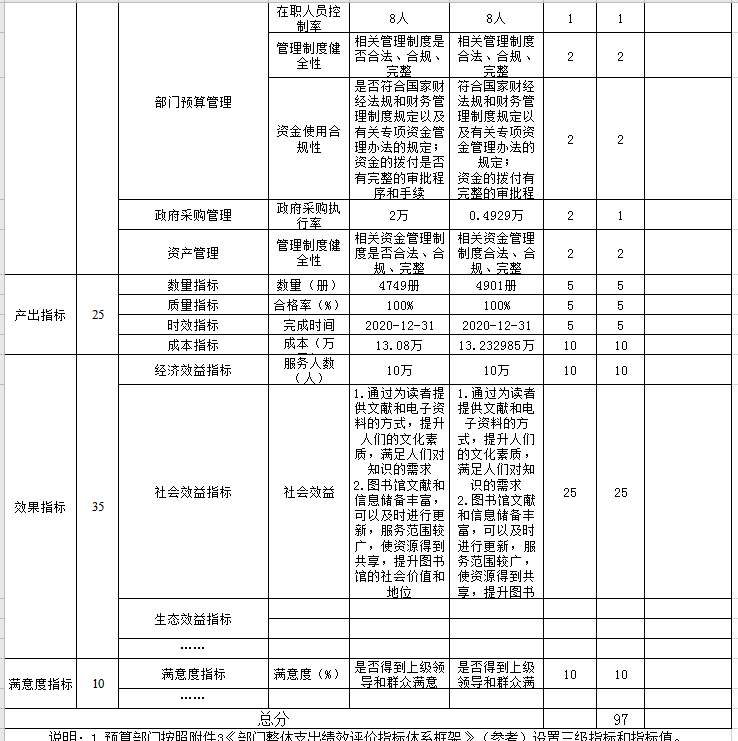 在职人员控
制率
8人
8人
1
1
部门预算管理
管理制度健
全性
相关管理制度是
否合法、合规、
完整
相关管理制度
合法、合规、
完整
2
2
资金使用合
规性
是否符合国家财
经法规和财务管
理制度规定以及
有关专项资金管
理办法的规定；
资金的拨付是否
有完整的审批程
序和手续
符合国家财经
法规和财务管
理制度规定以
及有关专项资
金管理办法的
规定；
资金的拨付有
完整的审批程
2
2
政府采购管理
政府采购执
行率
2万
0.4929万
2
1
资产管理
管理制度健
全性
相关资金管理制
度是否合法、合
规、完整
相关资金管理
制度合法、合
规、完整
2
2
产出指标
25
数量指标
数量（册）
4749册
4901册
5
5
质量指标
合格率（%）
100%
100%
5
5
时效指标
完成时间
2020-12-31
2020-12-31
5
5
成本指标
成本（万
13.08万
13.232985万
10
10
效果指标
35
经济效益指标
服务人数
（人）
10万
10万
10
10
社会效益指标
社会效益
1.通过为读者提
供文献和电子资
料的方式，提升
人们的文化素
质，满足人们对
知识的需求
2.图书馆文献和
信息储备丰富，
可以及时进行更
新，服务范围较
广，使资源得到
共享，提升图书
馆的社会价值和
地位
1.通过为读者
提供文献和电
子资料的方
式，提升人们
的文化素质，
满足人们对知
识的需求
2.图书馆文献
和信息储备丰
富，可以及时
进行更新，服
务范围较广，
使资源得到共
享，提升图书
25
25
生态效益指标
……
满意度指标
10
满意度指标
满意度（%）
是否得到上级领
导和群众满意
是否得到上级
领导和群众满
10
10
……
总分
97
说明：1.预算部门按照附件3《部门整体支出绩效评价指标体系框架》（参考）设置三级指标和指标值。